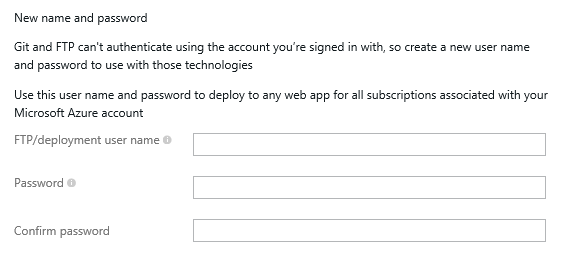 New name and password
Git and FTP can't authenticate using the account you're signed in with, so create a new user name
and password to use with those technologies
Use this user name and password to deploy to any web app for all subscriptions associated with your
Microsoft Azure account
FTP/deployment user name
Password
Confirm password